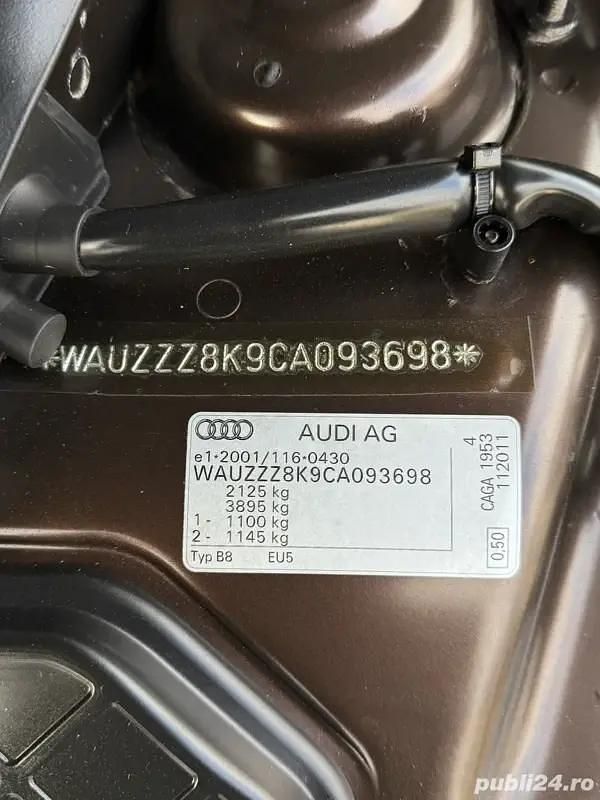 *WAUZZZ8K9CA093698*
AUDI AG
e1*2001/116*0430
WAUZZZ8K9CA093698
2125 kg
3895 kg
1 - 1100 kg
2 - 1145 kg
Typ B8 EU5
4
CAGA 1953
112011
0,50
publi24.ro